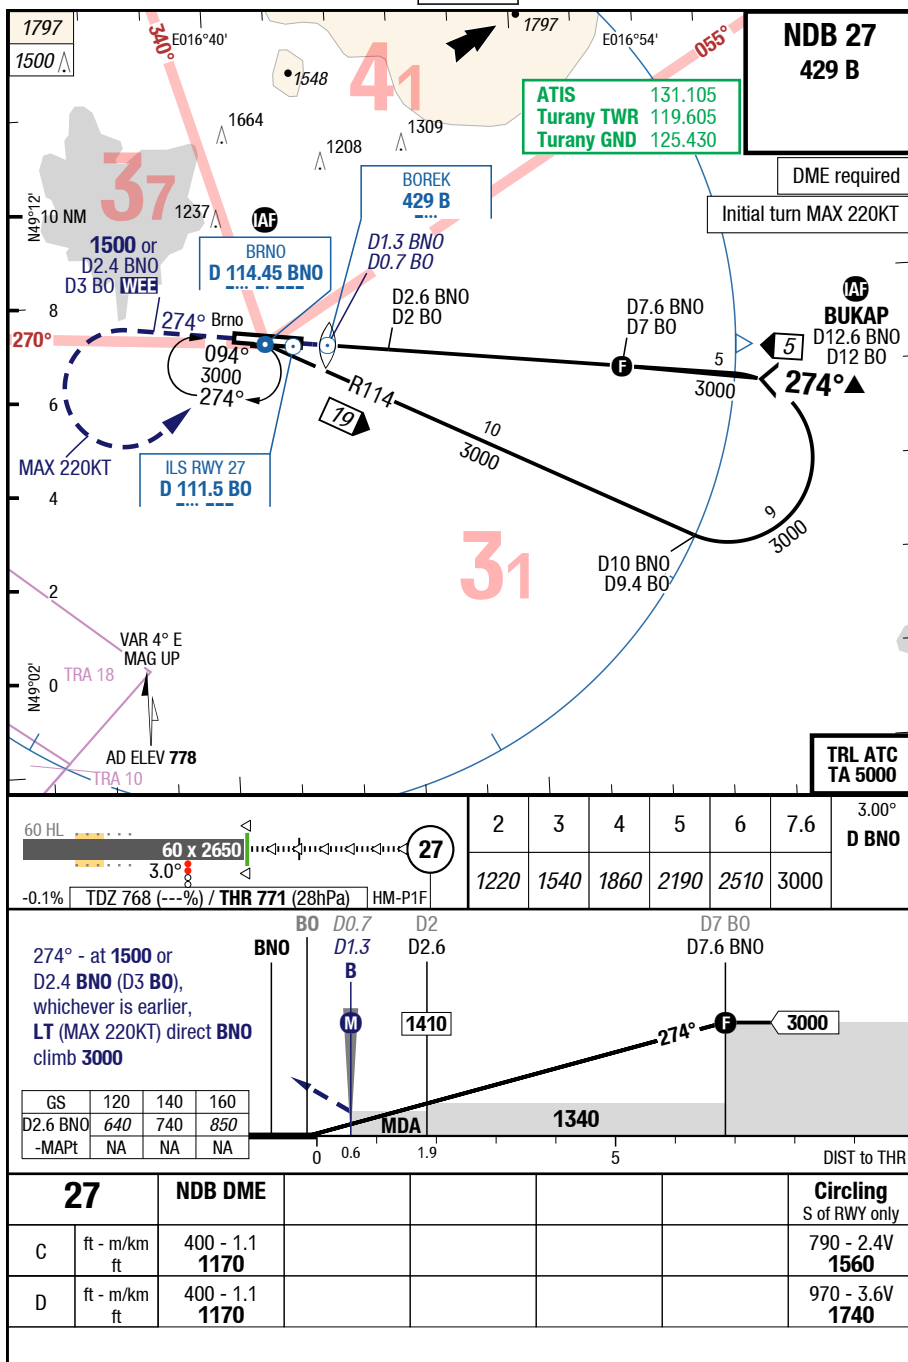 1797
1500
340°
E016°40'
1548
4 1
1797
E016°54'
055°
NDB 27
429 B
ATIS 131.105
Turany TWR 119.605
Turany GND 125.430
1664
1309
1208
DME required
Initial turn MAX 220KT
37
N49°12'
10 NM
1237
IAF
BOREK
429 B
1500 or
D2.4 BNO
D3 BO WEE
BRNO
D 114.45 BNO
D1.3 BNO
D0.7 BO
D2.6 BNO
D2 BO
D7.6 BNO
D7 BO
IAF
BUKAP
D12.6 BNO
D12 BO
8
274°
Brno
270°
094°
3000
274°
F
5
3000
5
274°
6
R114
19
10
3000
MAX 220KT
ILS RWY 27
D 111.5 BO
4
9
3000
D10 BNO
D9.4 BO
31
2
VAR 4° E
MAG UP
TRA 18
N49°02'
0
AD ELEV 778
TRA 10
TRL ATC
TA 5000
60 HL
60 x 2650
27
3.0°
-0.1%
TDZ 768 (---%) / THR 771 (28hPa)
HM-P1F
2 3 4 5 6 7.6 3.00°
D BNO
1220 1540 1860 2190 2510 3000
BO D0.7 D2 D7 BO
BNO D1.3 D2.6 D7.6 BNO
B
274° - at 1500 or
D2.4 BNO (D3 BO),
whichever is earlier,
LT (MAX 220KT) direct BNO
climb 3000
M
1410
274°
F
3000
GS 120 140 160
D2.6 BNO 640 740 850
-MAPt NA NA NA
MDA
1340
0 0.6 1.9 5 DIST to THR
27 NDB DME Circling
S of RWY only
C ft - m/km 400 - 1.1 790 - 2.4V
ft 1170 1560
D ft - m/km 400 - 1.1 970 - 3.6V
ft 1170 1740